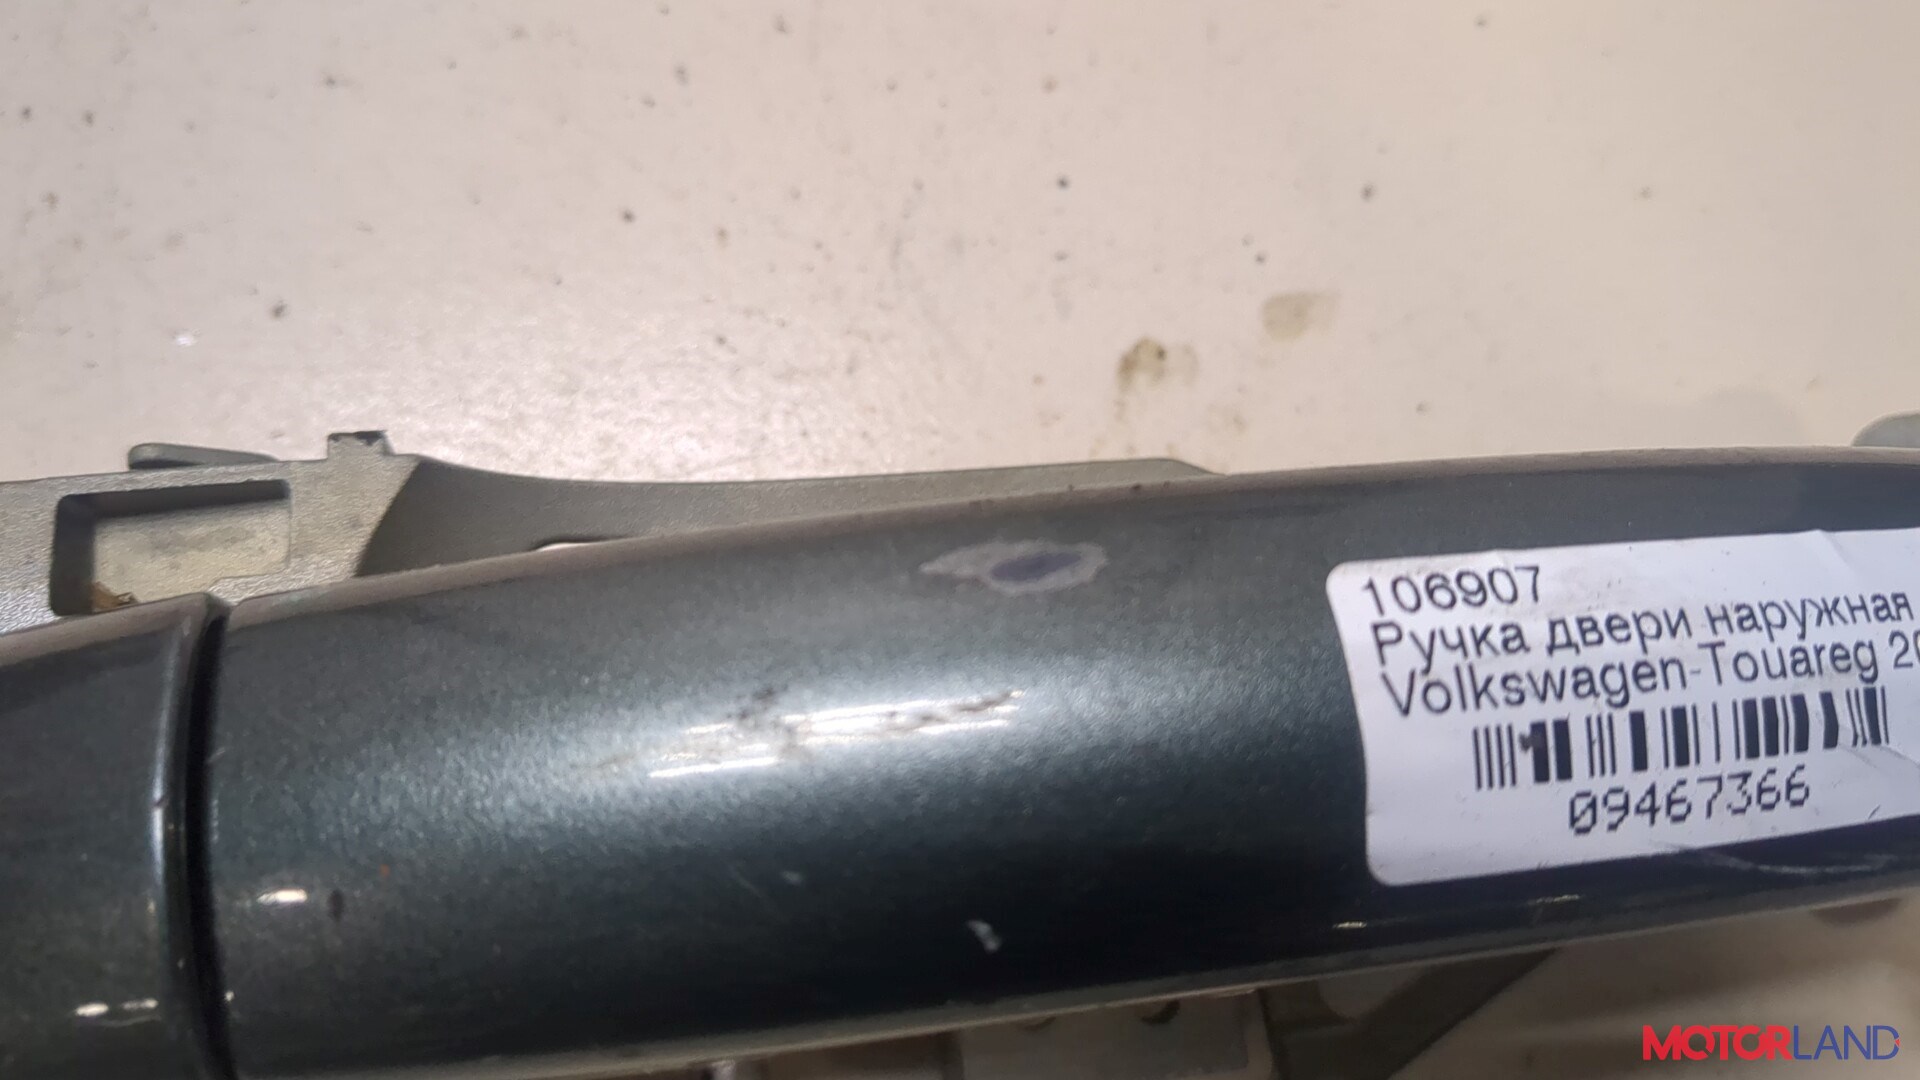 106907
Ручка двери наружная
Volkswagen-Touareg 20
09467366
MOTORLAND